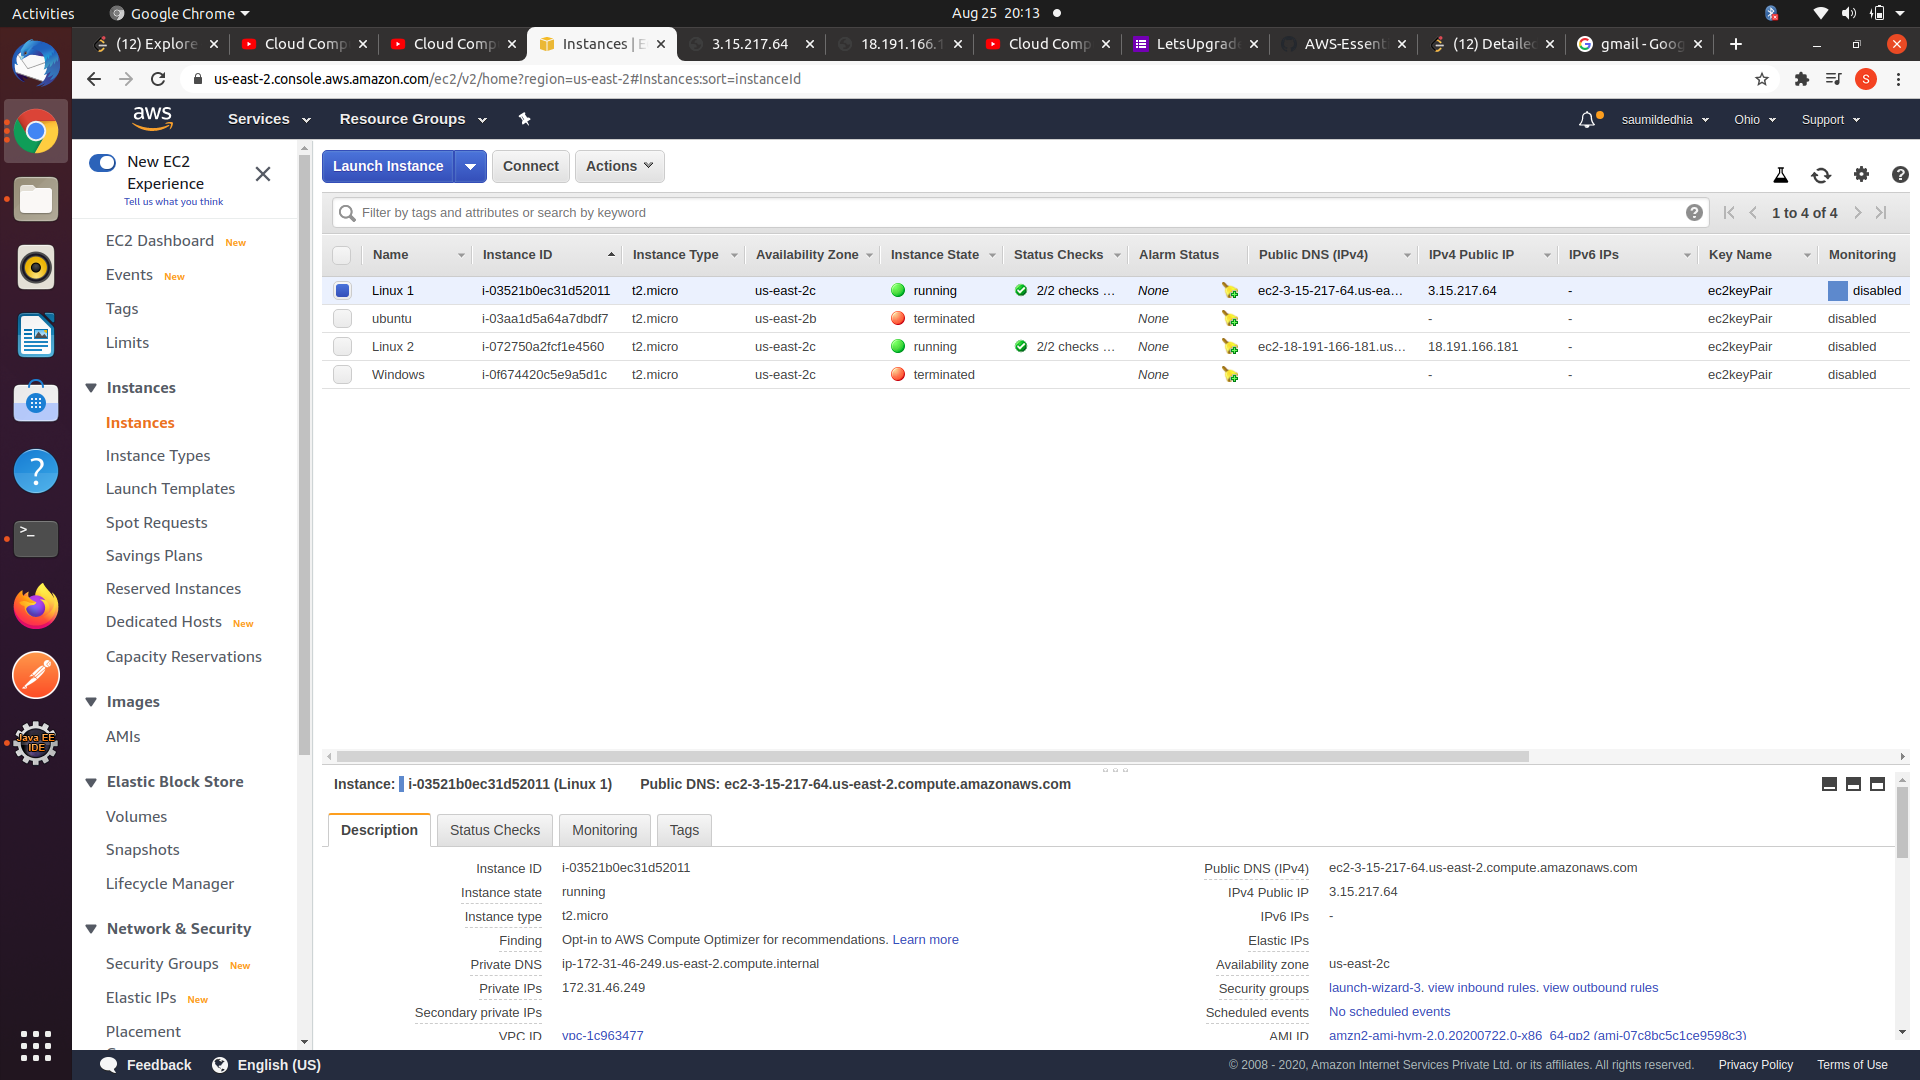 Activities
Google Chrome
Aug 25 20:13
(12) Explore
Cloud Comp
Cloud Comp
Instances | E
3.15.217.64
18.191.166.1
Cloud Comp
LetsUpgrad
AWS-Essent
(12) Detailed
gmail - Goog
us-east-2.console.aws.amazon.com/ec2/v2/home?region=us-east-2#Instances:sort=instanceId
S
aws
Services
Resource Groups
saumildedhia
Ohio
Support
New EC2
Experience
Tell us what you think
EC2 Dashboard New
Events New
Tags
Limits
Instances
Instances
Instance Types
Launch Templates
Spot Requests
Savings Plans
Reserved Instances
Dedicated Hosts New
Capacity Reservations
Images
AMIs
Elastic Block Store
Volumes
Snapshots
Lifecycle Manager
Network & Security
Security Groups New
Elastic IPs New
Placement
Java EE
IDE
Launch Instance
Connect
Actions
Filter by tags and attributes or search by keyword
1 to 4 of 4
Name Instance ID Instance Type Availability Zone Instance State Status Checks Alarm Status Public DNS (IPv4) IPv4 Public IP IPv6 IPs Key Name Monitoring
Linux 1 i-03521b0ec31d52011 t2.micro us-east-2c running 2/2 checks … None ec2-3-15-217-64.us-ea… 3.15.217.64 - ec2keyPair disabled
ubuntu i-03aa1d5a64a7dbdf7 t2.micro us-east-2b terminated None - - ec2keyPair disabled
Linux 2 i-072750a2fcf1e4560 t2.micro us-east-2c running 2/2 checks … None ec2-18-191-166-181.us… 18.191.166.181 - ec2keyPair disabled
Windows i-0f674420c5e9a5d1c t2.micro us-east-2c terminated None - - ec2keyPair disabled
Instance: i-03521b0ec31d52011 (Linux 1) Public DNS: ec2-3-15-217-64.us-east-2.compute.amazonaws.com
Description
Status Checks
Monitoring
Tags
Instance ID i-03521b0ec31d52011
Instance state running
Instance type t2.micro
Finding Opt-in to AWS Compute Optimizer for recommendations. Learn more
Private DNS ip-172-31-46-249.us-east-2.compute.internal
Private IPs 172.31.46.249
Secondary private IPs
VPC ID vpc-1c963477
Public DNS (IPv4) ec2-3-15-217-64.us-east-2.compute.amazonaws.com
IPv4 Public IP 3.15.217.64
IPv6 IPs -
Elastic IPs
Availability zone us-east-2c
Security groups launch-wizard-3. view inbound rules. view outbound rules
Scheduled events No scheduled events
AMI ID amzn2-ami-hvm-2.0.20200722.0-x86_64-gp2 (ami-07c8bc5c1ce9598c3)
Feedback
English (US)
© 2008 - 2020, Amazon Internet Services Private Ltd. or its affiliates. All rights reserved.
Privacy Policy
Terms of Use